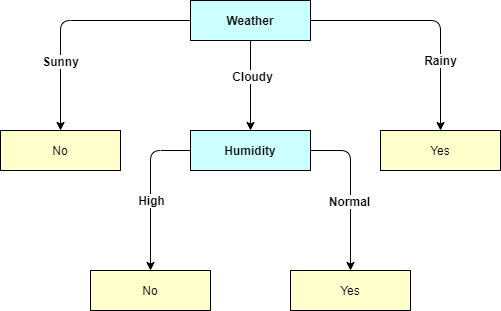 Weather
Sunny
Cloudy
Rainy
No
Humidity
Yes
High
Normal
No
Yes